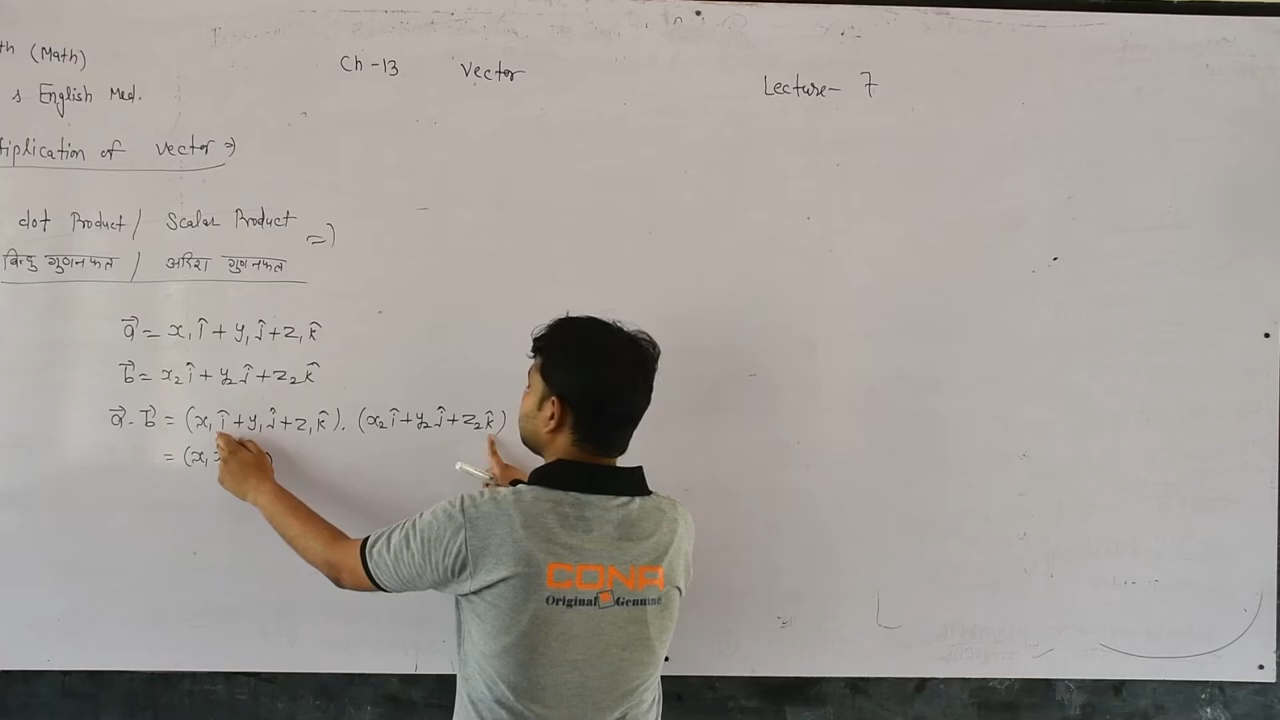 th (Math) Ch-13 Vector Lecture- 7
s English Med.
tiplication of vector ⇒
dot Product / Scalar Product ⇒
बिन्दु गुणनफल / अदिश गुणनफल
a⃗ = x₁î + y₁ĵ + z₁k̂
b⃗ = x₂î + y₂ĵ + z₂k̂
a⃗ . b⃗ = (x₁î + y₁ĵ + z₁k̂) . (x₂î + y₂ĵ + z₂k̂)
= (x₁
CONA
Original Genuine